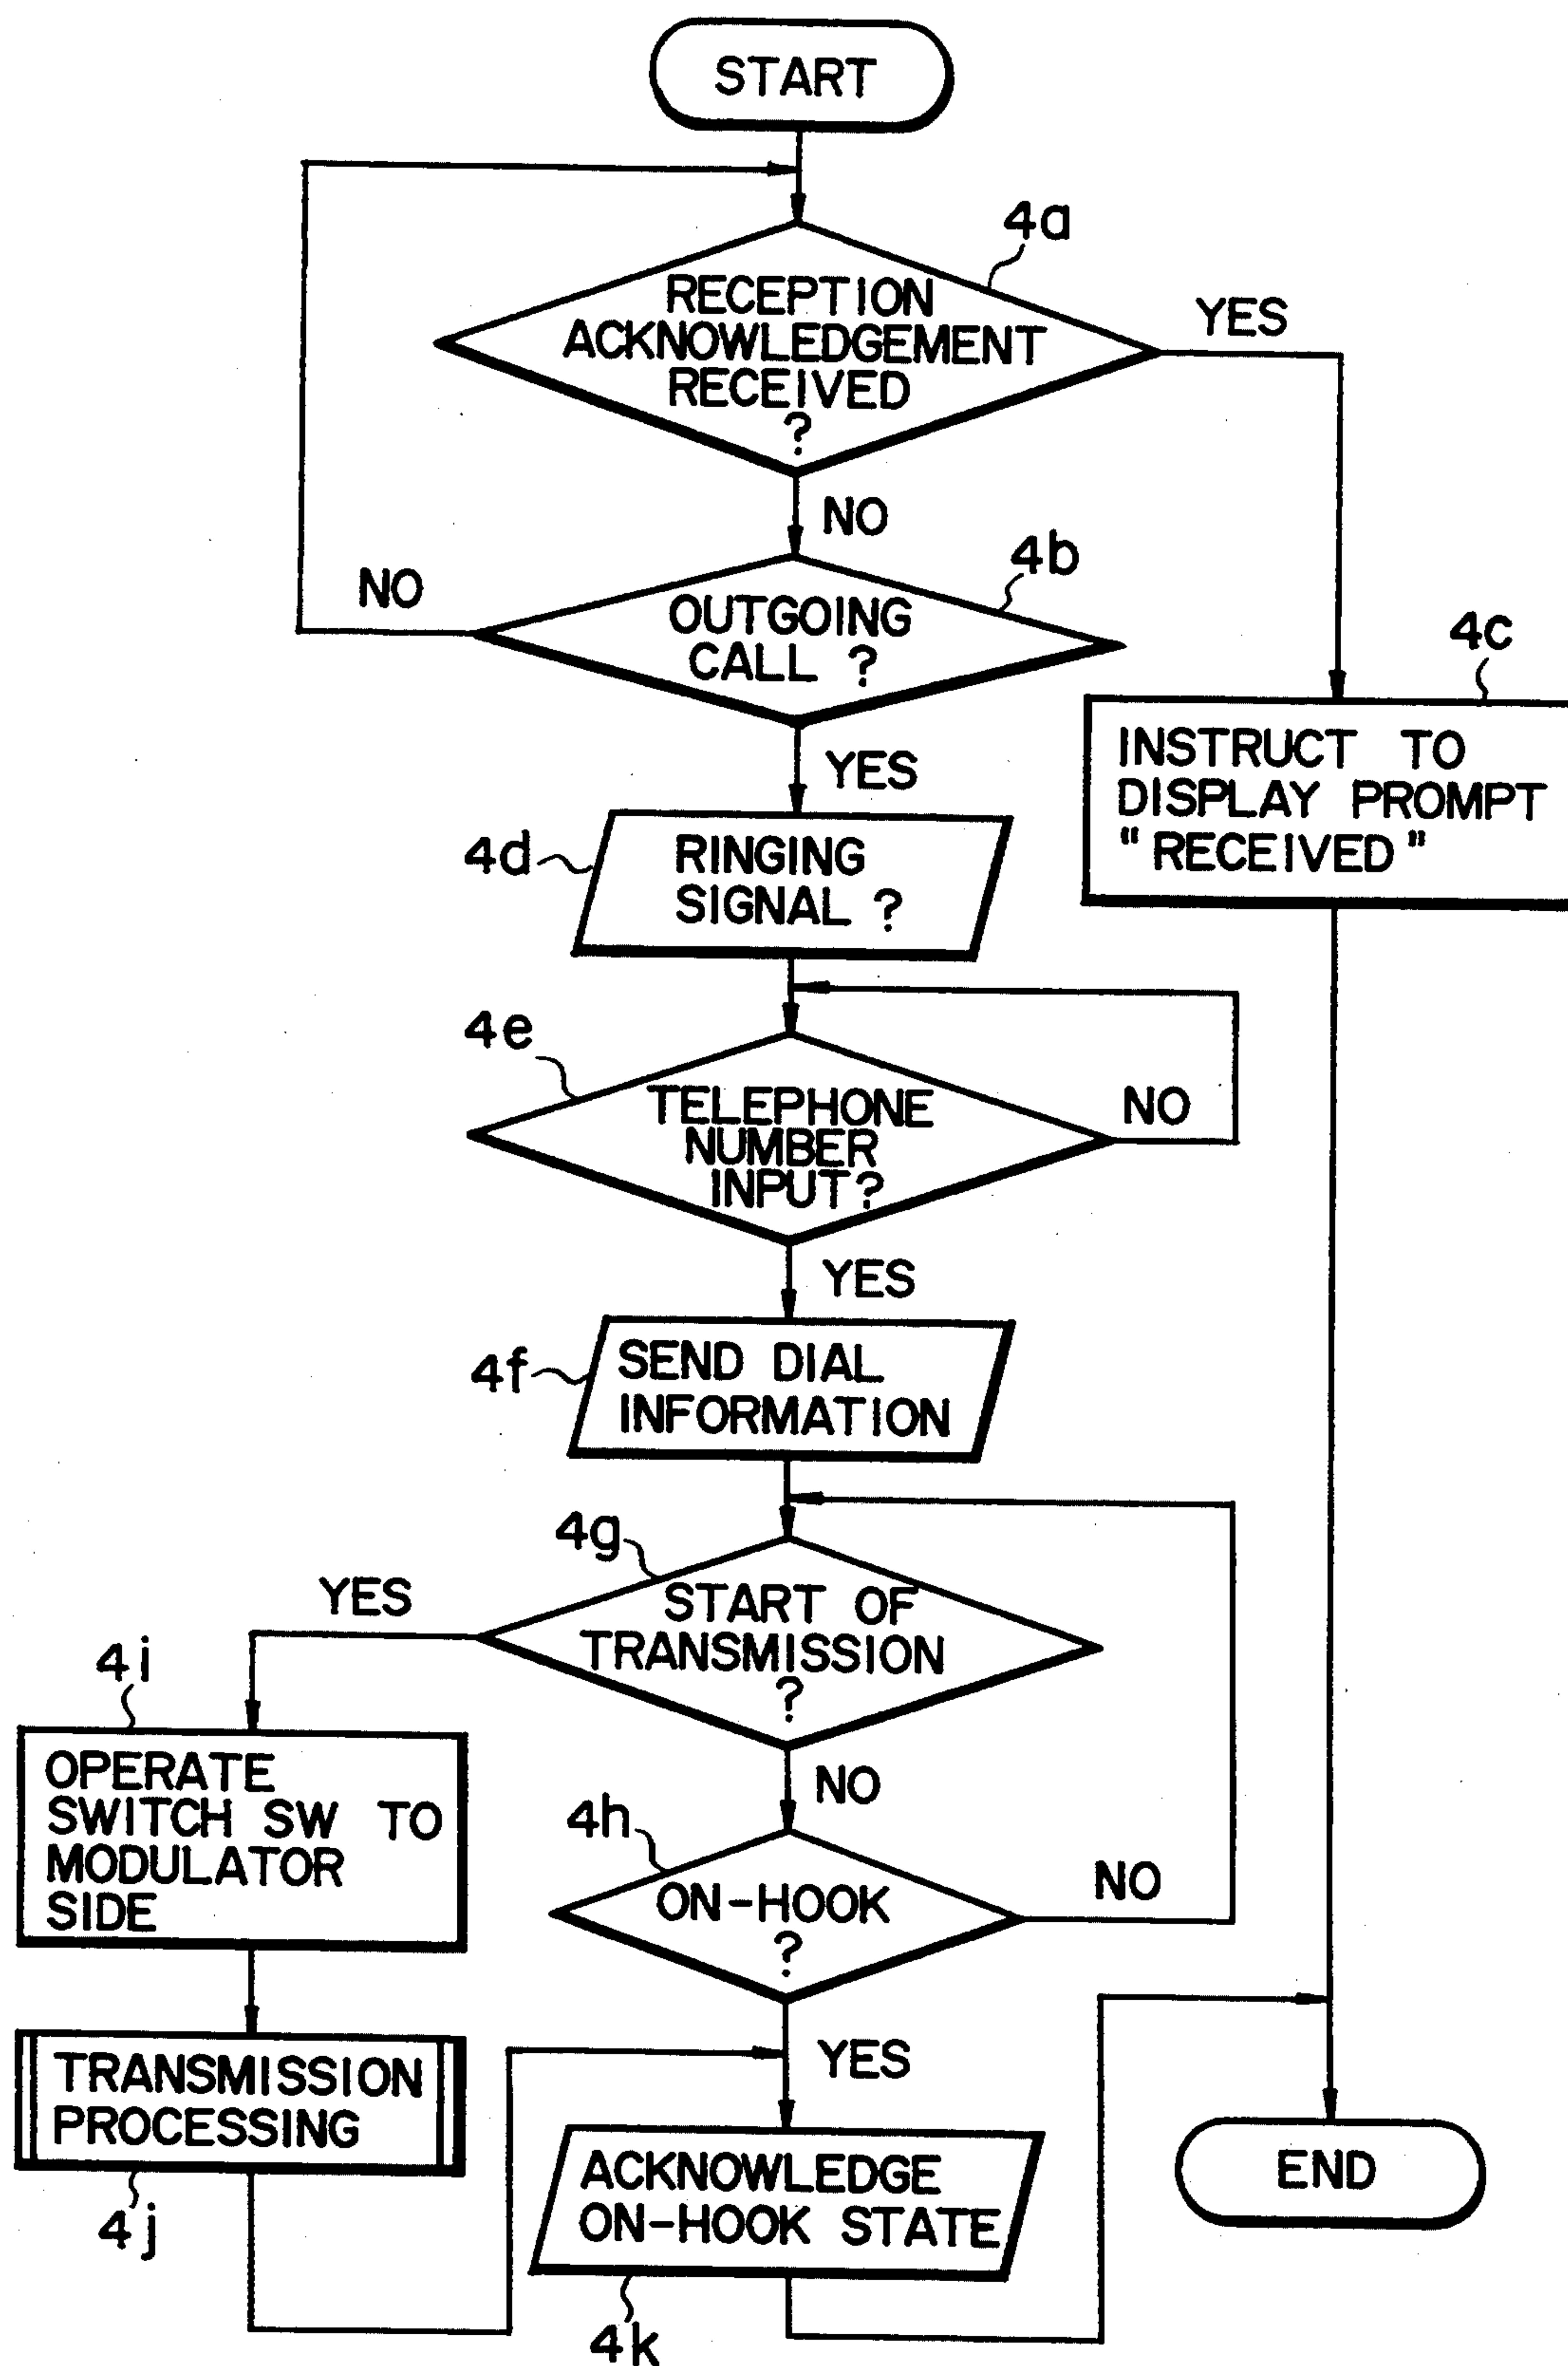 START
4a
RECEPTION
ACKNOWLEDGEMENT
RECEIVED
?
YES
NO
4b
OUTGOING
CALL ?
NO
YES
4c
INSTRUCT TO
DISPLAY PROMPT
"RECEIVED"
4d
RINGING
SIGNAL ?
4e
TELEPHONE
NUMBER
INPUT?
NO
YES
4f
SEND DIAL
INFORMATION
4g
START OF
TRANSMISSION
?
YES
NO
4i
OPERATE
SWITCH SW TO
MODULATOR
SIDE
4h
ON-HOOK
?
NO
YES
TRANSMISSION
PROCESSING
4j
ACKNOWLEDGE
ON-HOOK STATE
4k
END